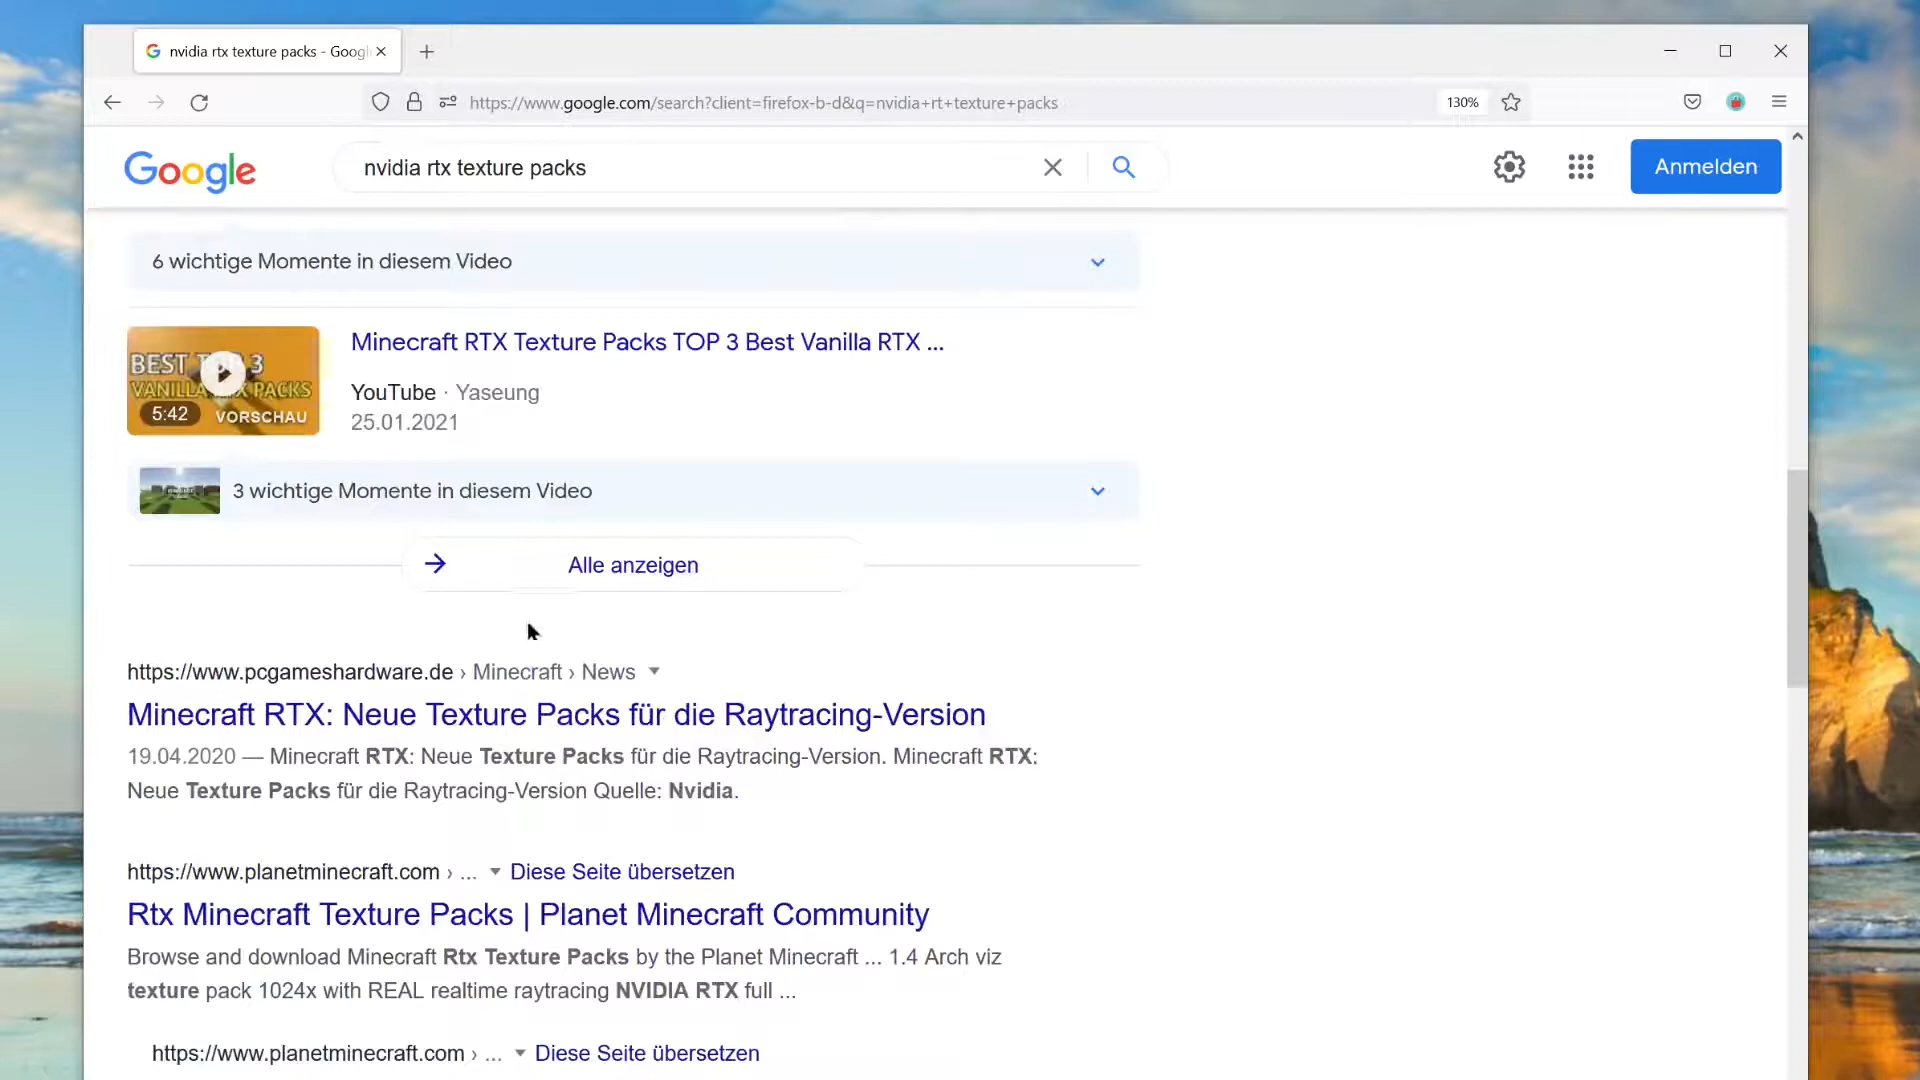 nvidia rtx texture packs - Googl
https://www.google.com/search?client=firefox-b-d&q=nvidia+rt+texture+packs
130%
Google
nvidia rtx texture packs
Anmelden
6 wichtige Momente in diesem Video
BEST TOP 3
VANILLA RTX PACKS
5:42 VORSCHAU
Minecraft RTX Texture Packs TOP 3 Best Vanilla RTX ...
YouTube · Yaseung
25.01.2021
3 wichtige Momente in diesem Video
Alle anzeigen
https://www.pcgameshardware.de › Minecraft › News
Minecraft RTX: Neue Texture Packs für die Raytracing-Version
19.04.2020 — Minecraft RTX: Neue Texture Packs für die Raytracing-Version. Minecraft RTX:
Neue Texture Packs für die Raytracing-Version Quelle: Nvidia.
https://www.planetminecraft.com › ... Diese Seite übersetzen
Rtx Minecraft Texture Packs | Planet Minecraft Community
Browse and download Minecraft Rtx Texture Packs by the Planet Minecraft ... 1.4 Arch viz
texture pack 1024x with REAL realtime raytracing NVIDIA RTX full ...
https://www.planetminecraft.com › ... Diese Seite übersetzen